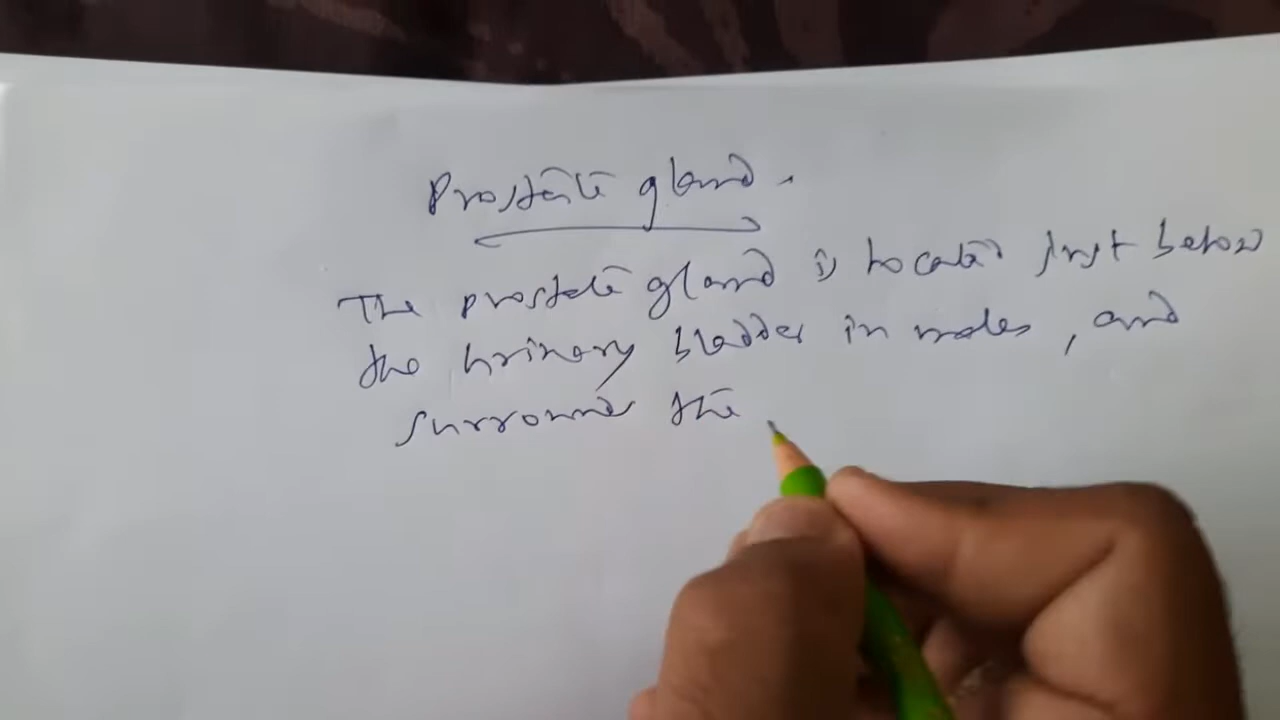 Prostate gland.
The prostate gland is located just below
the urinary bladder in males, and
surrounds the